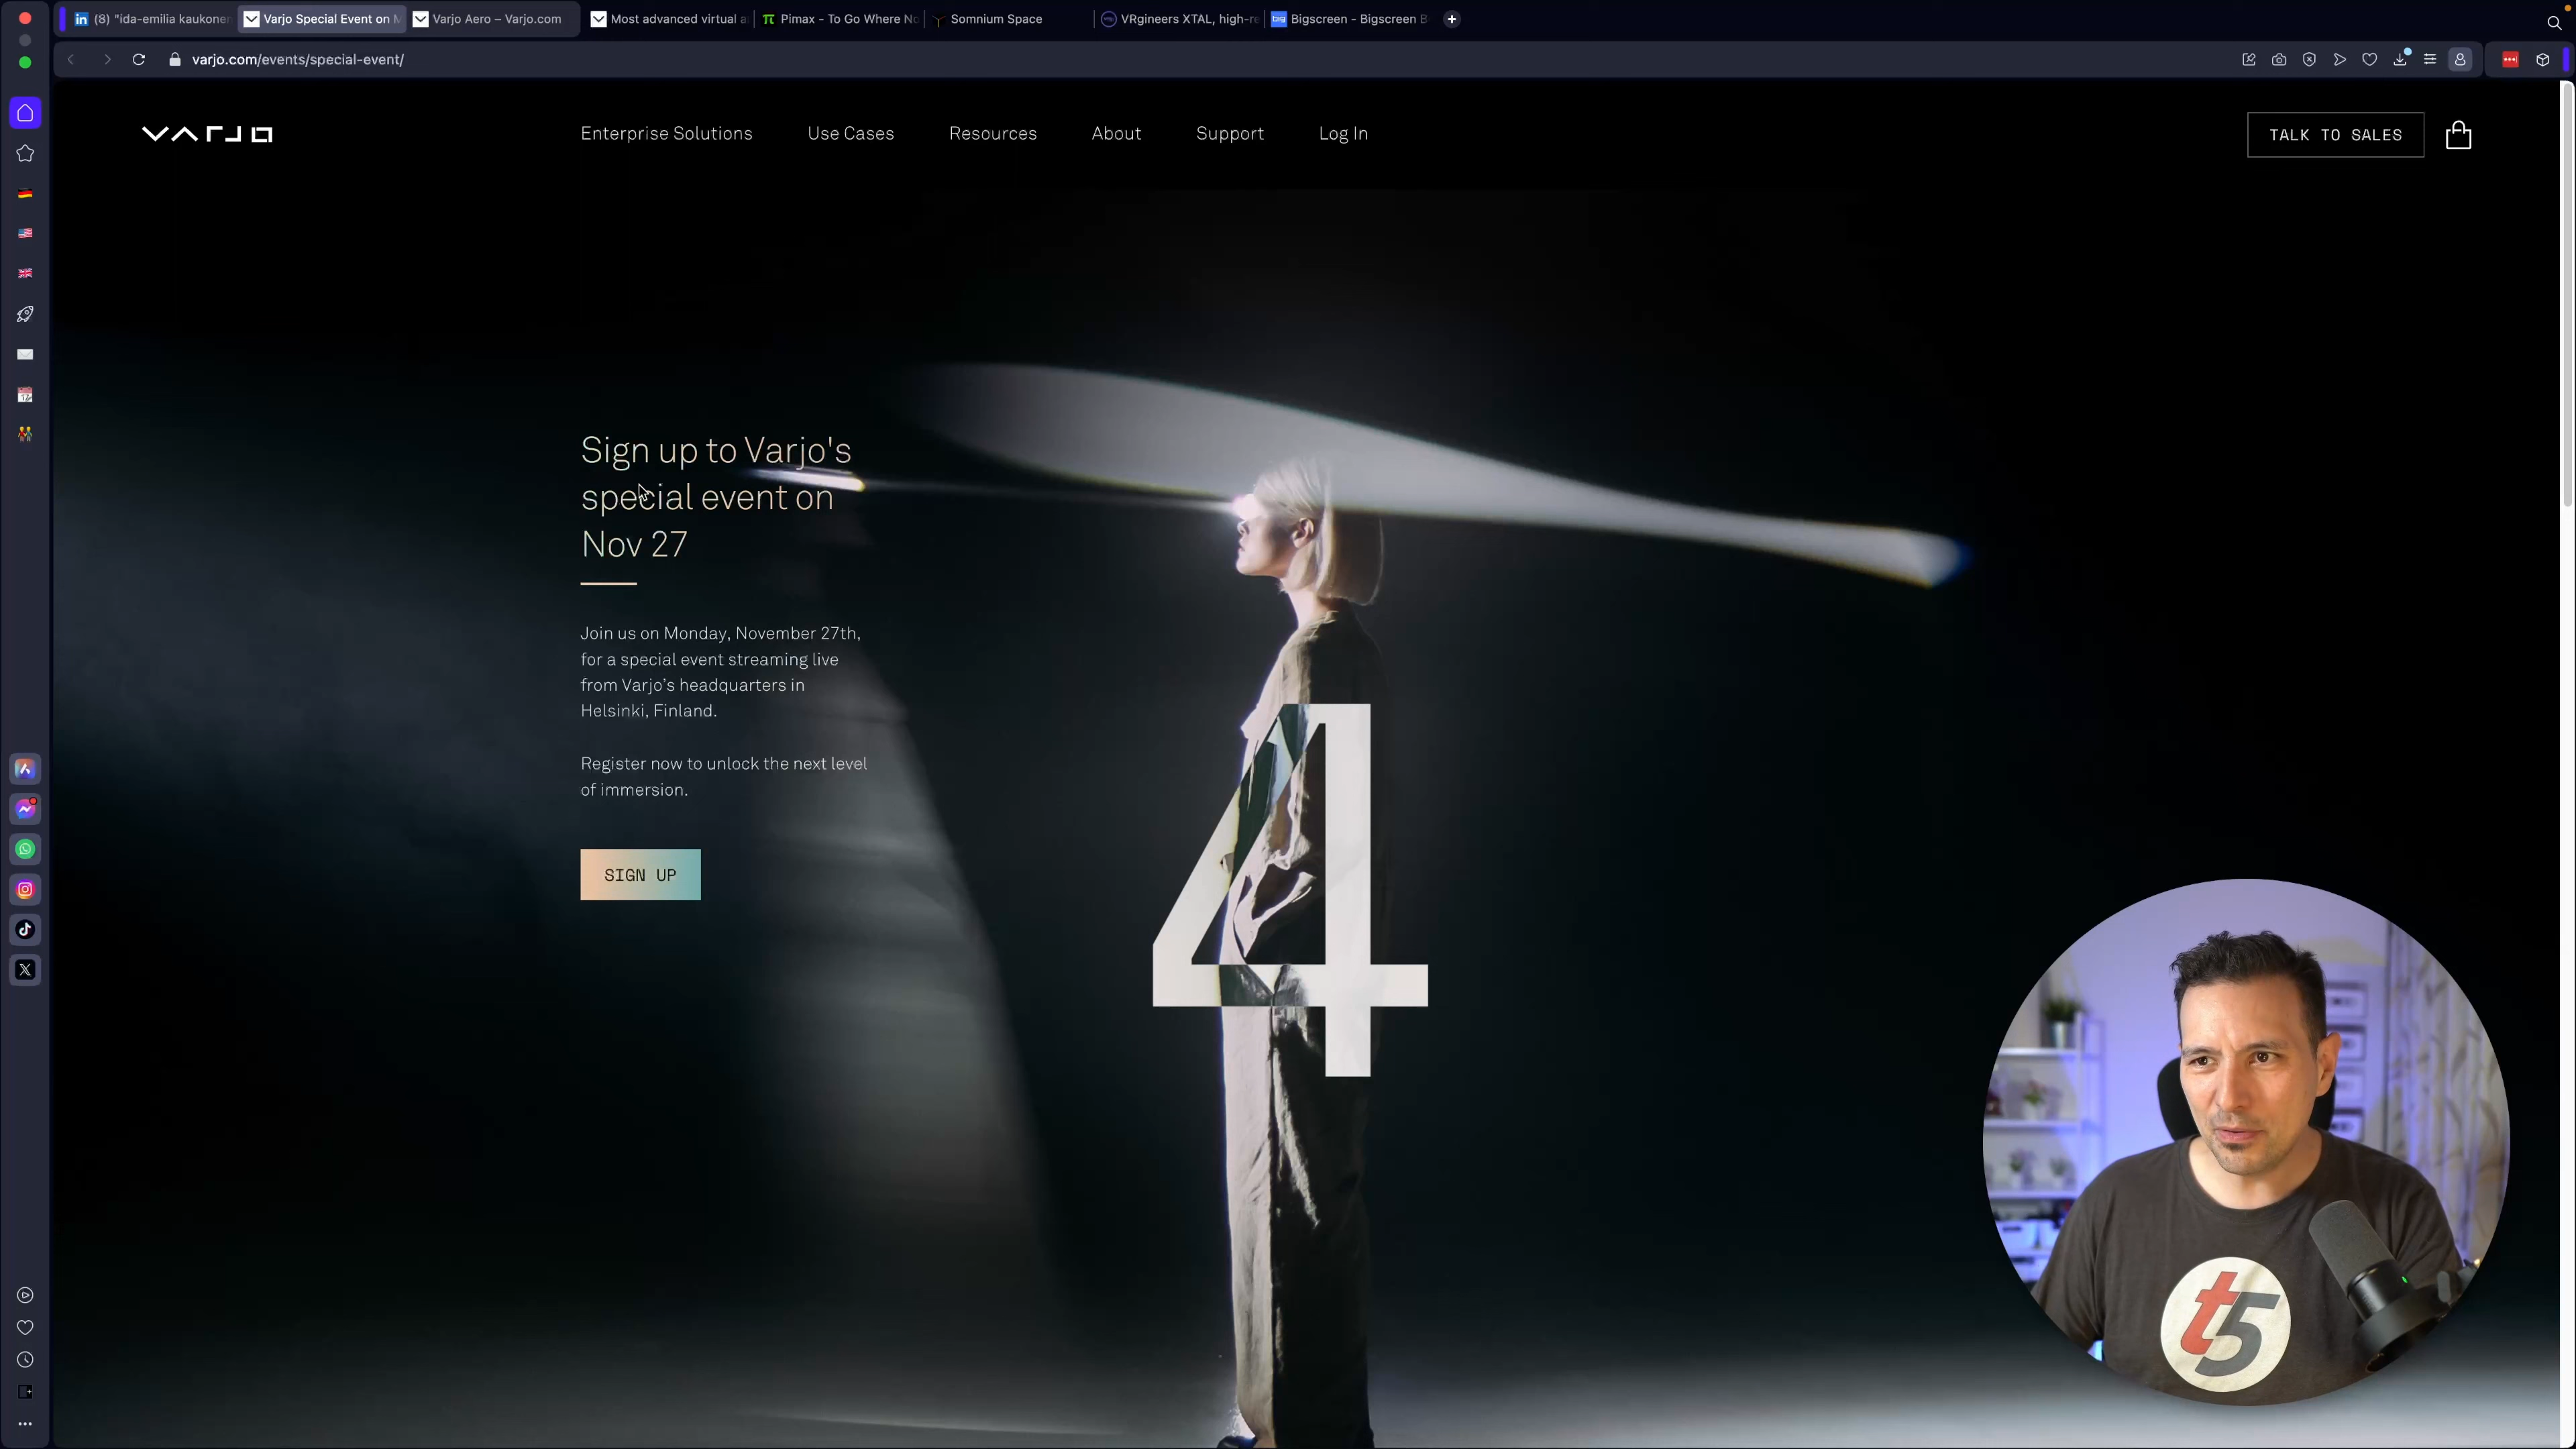 (8) "ida-emilia kaukonen
Varjo Special Event on M
Varjo Aero – Varjo.com
Most advanced virtual a
Pimax - To Go Where No
Somnium Space
VRgineers XTAL, high-re
Bigscreen - Bigscreen B
varjo.com/events/special-event/
VARJO
Enterprise Solutions
Use Cases
Resources
About
Support
Log In
TALK TO SALES
Sign up to Varjo's
special event on
Nov 27
Join us on Monday, November 27th,
for a special event streaming live
from Varjo's headquarters in
Helsinki, Finland.
Register now to unlock the next level
of immersion.
SIGN UP
4
t5